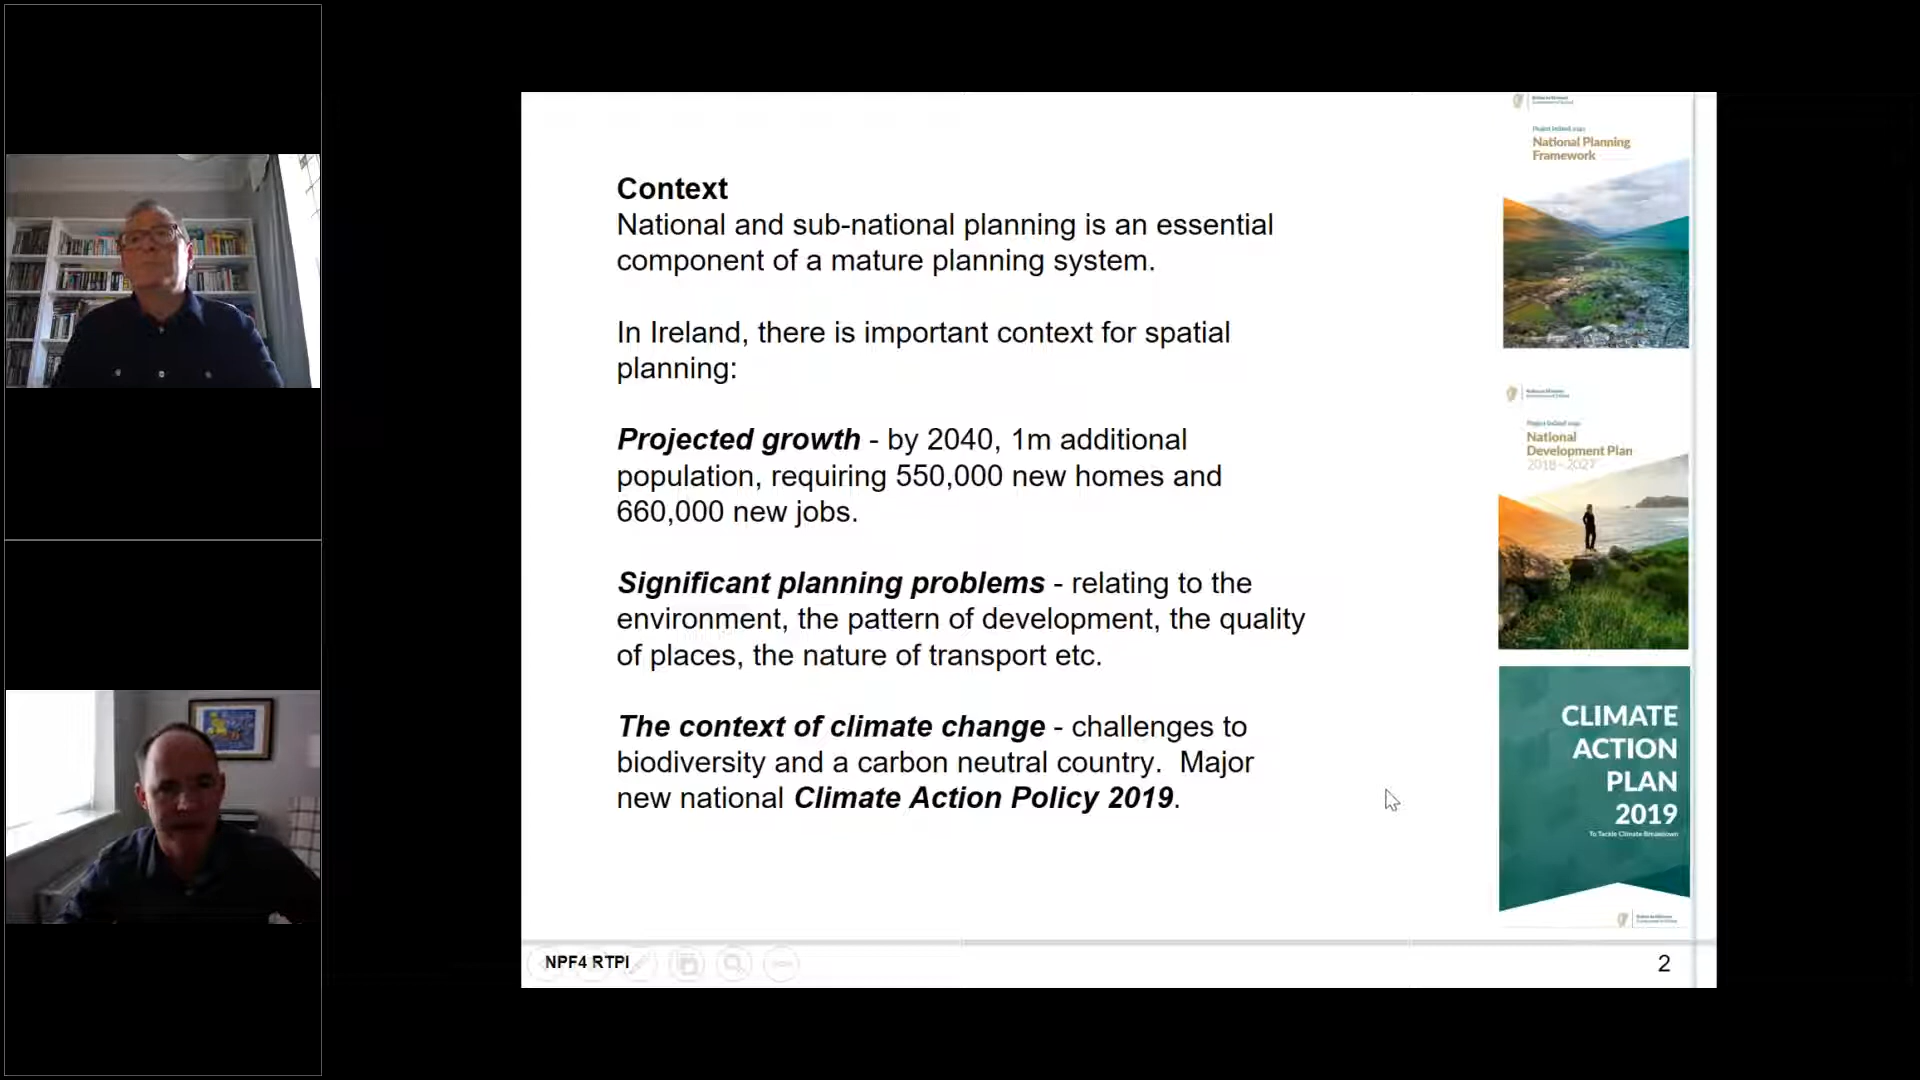 Context
National and sub-national planning is an essential
component of a mature planning system.
In Ireland, there is important context for spatial
planning:
Projected growth - by 2040, 1m additional
population, requiring 550,000 new homes and
660,000 new jobs.
Significant planning problems - relating to the
environment, the pattern of development, the quality
of places, the nature of transport etc.
The context of climate change - challenges to
biodiversity and a carbon neutral country.  Major
new national Climate Action Policy 2019.
Project Ireland 2040
National Planning
Framework
Project Ireland 2040
National
Development Plan
2018–2027
CLIMATE
ACTION
PLAN
2019
To Tackle Climate Breakdown
NPF4 RTPI
2